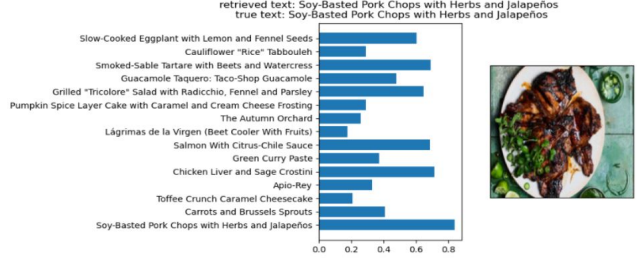 retrieved text: Soy-Basted Pork Chops with Herbs and Jalapeños
true text: Soy-Basted Pork Chops with Herbs and Jalapeños
Slow-Cooked Eggplant with Lemon and Fennel Seeds
Cauliflower "Rice" Tabbouleh
Smoked-Sable Tartare with Beets and Watercress
Guacamole Taquero: Taco-Shop Guacamole
Grilled "Tricolore" Salad with Radicchio, Fennel and Parsley
Pumpkin Spice Layer Cake with Caramel and Cream Cheese Frosting
The Autumn Orchard
Lágrimas de la Virgen (Beet Cooler With Fruits)
Salmon With Citrus-Chile Sauce
Green Curry Paste
Chicken Liver and Sage Crostini
Apio-Rey
Toffee Crunch Caramel Cheesecake
Carrots and Brussels Sprouts
Soy-Basted Pork Chops with Herbs and Jalapeños
0.0 0.2 0.4 0.6 0.8